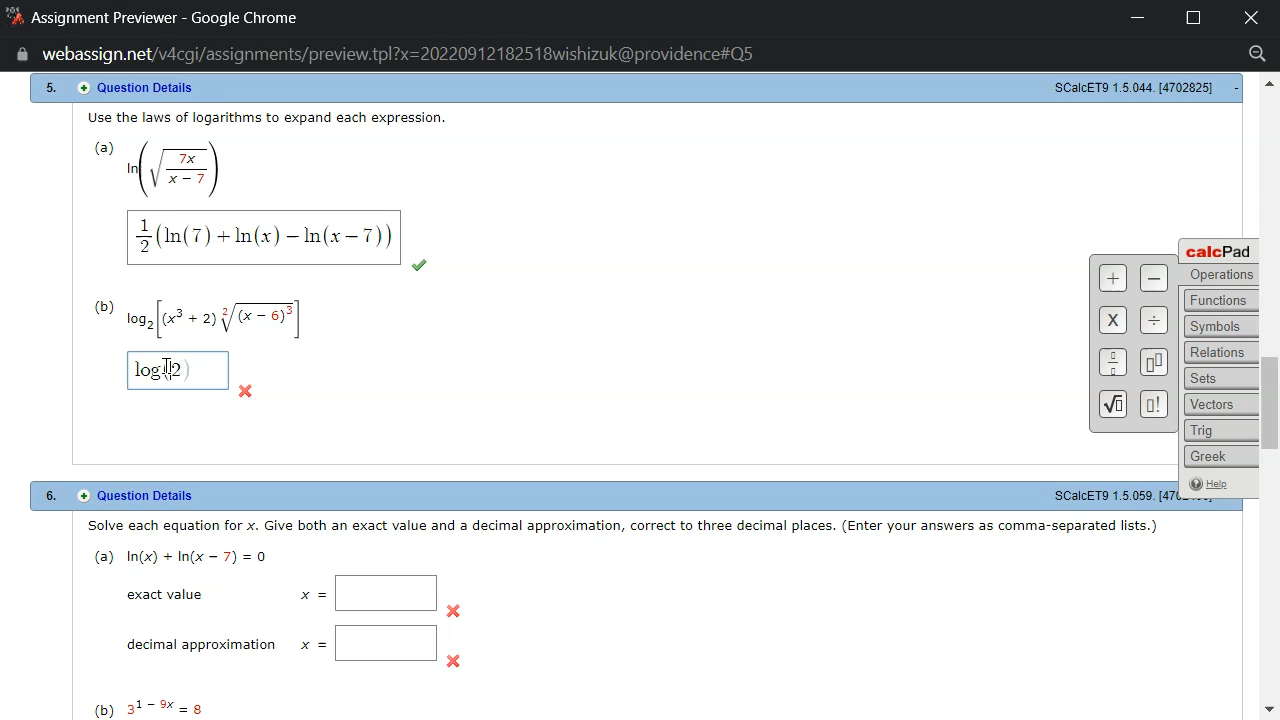 Assignment Previewer - Google Chrome
webassign.net/v4cgi/assignments/preview.tpl?x=20220912182518wishizuk@providence#Q5
5. Question Details SCalcET9 1.5.044. [4702825] -
Use the laws of logarithms to expand each expression.
(a) ln(√(7x/(x − 7)))
1/2 (ln(7) + ln(x) − ln(x − 7))
(b) log₂[(x³ + 2) ²√(x − 6)³]
log(2)
calcPad
Operations
Functions
Symbols
Relations
Sets
Vectors
Trig
Greek
Help
+ −
X ÷
√▯ ▯!
6. Question Details SCalcET9 1.5.059.
Solve each equation for x. Give both an exact value and a decimal approximation, correct to three decimal places. (Enter your answers as comma-separated lists.)
(a) ln(x) + ln(x − 7) = 0
exact value x =
decimal approximation x =
(b) 3^(1 − 9x) = 8